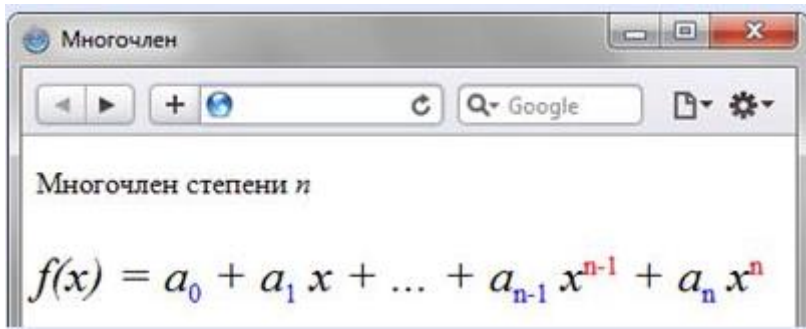 Многочлен
Google
Многочлен степени n
f(x) = a₀ + a₁ x + ... + aₙ₋₁ xⁿ⁻¹ + aₙ xⁿ